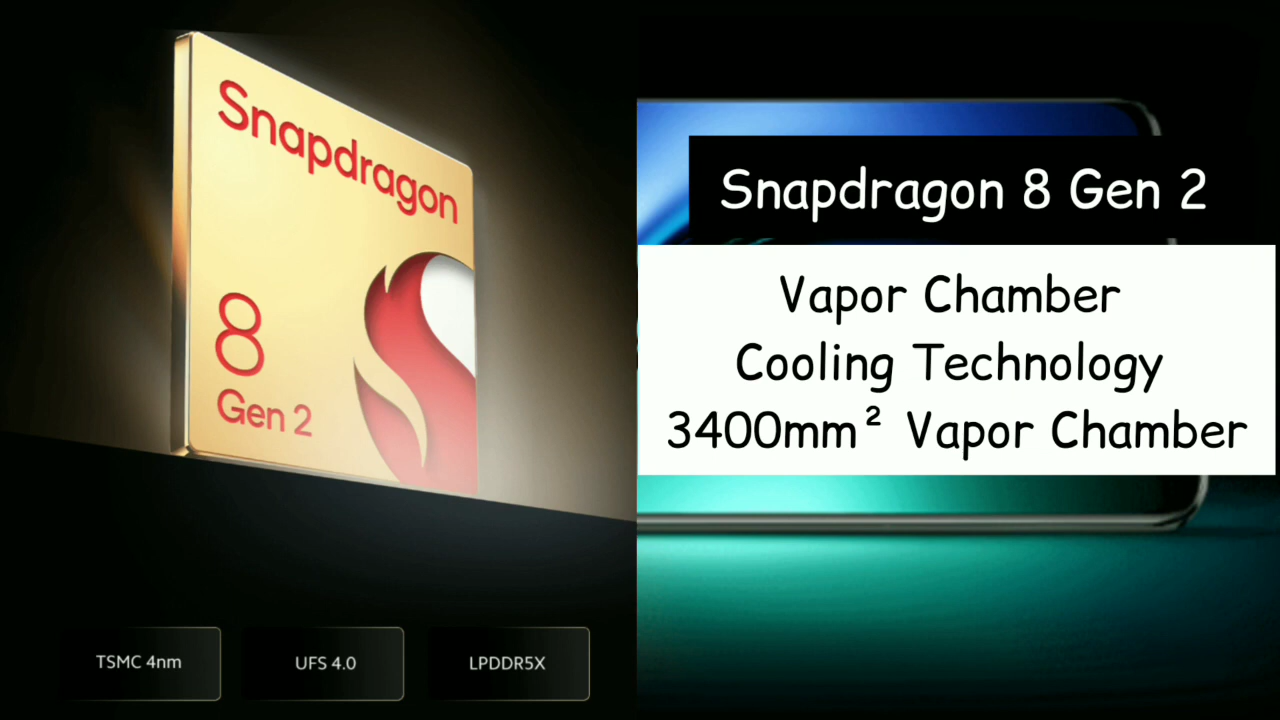 Snapdragon
8
Gen 2
TSMC 4nm
UFS 4.0
LPDDR5X
Snapdragon 8 Gen 2
Vapor Chamber
Cooling Technology
3400mm² Vapor Chamber